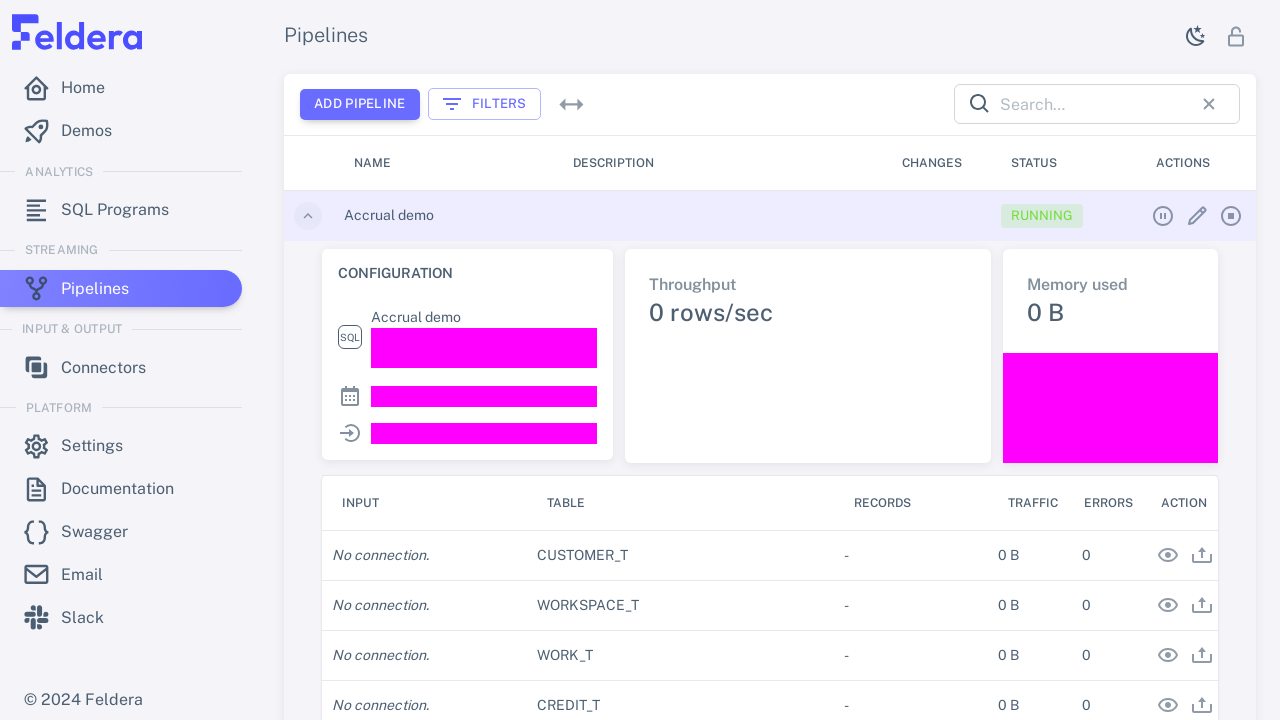 Feldera
Pipelines
Home
Demos
ANALYTICS
SQL Programs
STREAMING
Pipelines
INPUT & OUTPUT
Connectors
PLATFORM
Settings
Documentation
Swagger
Email
Slack
© 2024 Feldera
ADD PIPELINE FILTERS Search...
NAME DESCRIPTION CHANGES STATUS ACTIONS
Accrual demo RUNNING
CONFIGURATION
Accrual demo
SQL
Throughput
0 rows/sec
Memory used
0 B
INPUT TABLE RECORDS TRAFFIC ERRORS ACTION
No connection. CUSTOMER_T - 0 B 0
No connection. WORKSPACE_T - 0 B 0
No connection. WORK_T - 0 B 0
No connection. CREDIT_T - 0 B 0